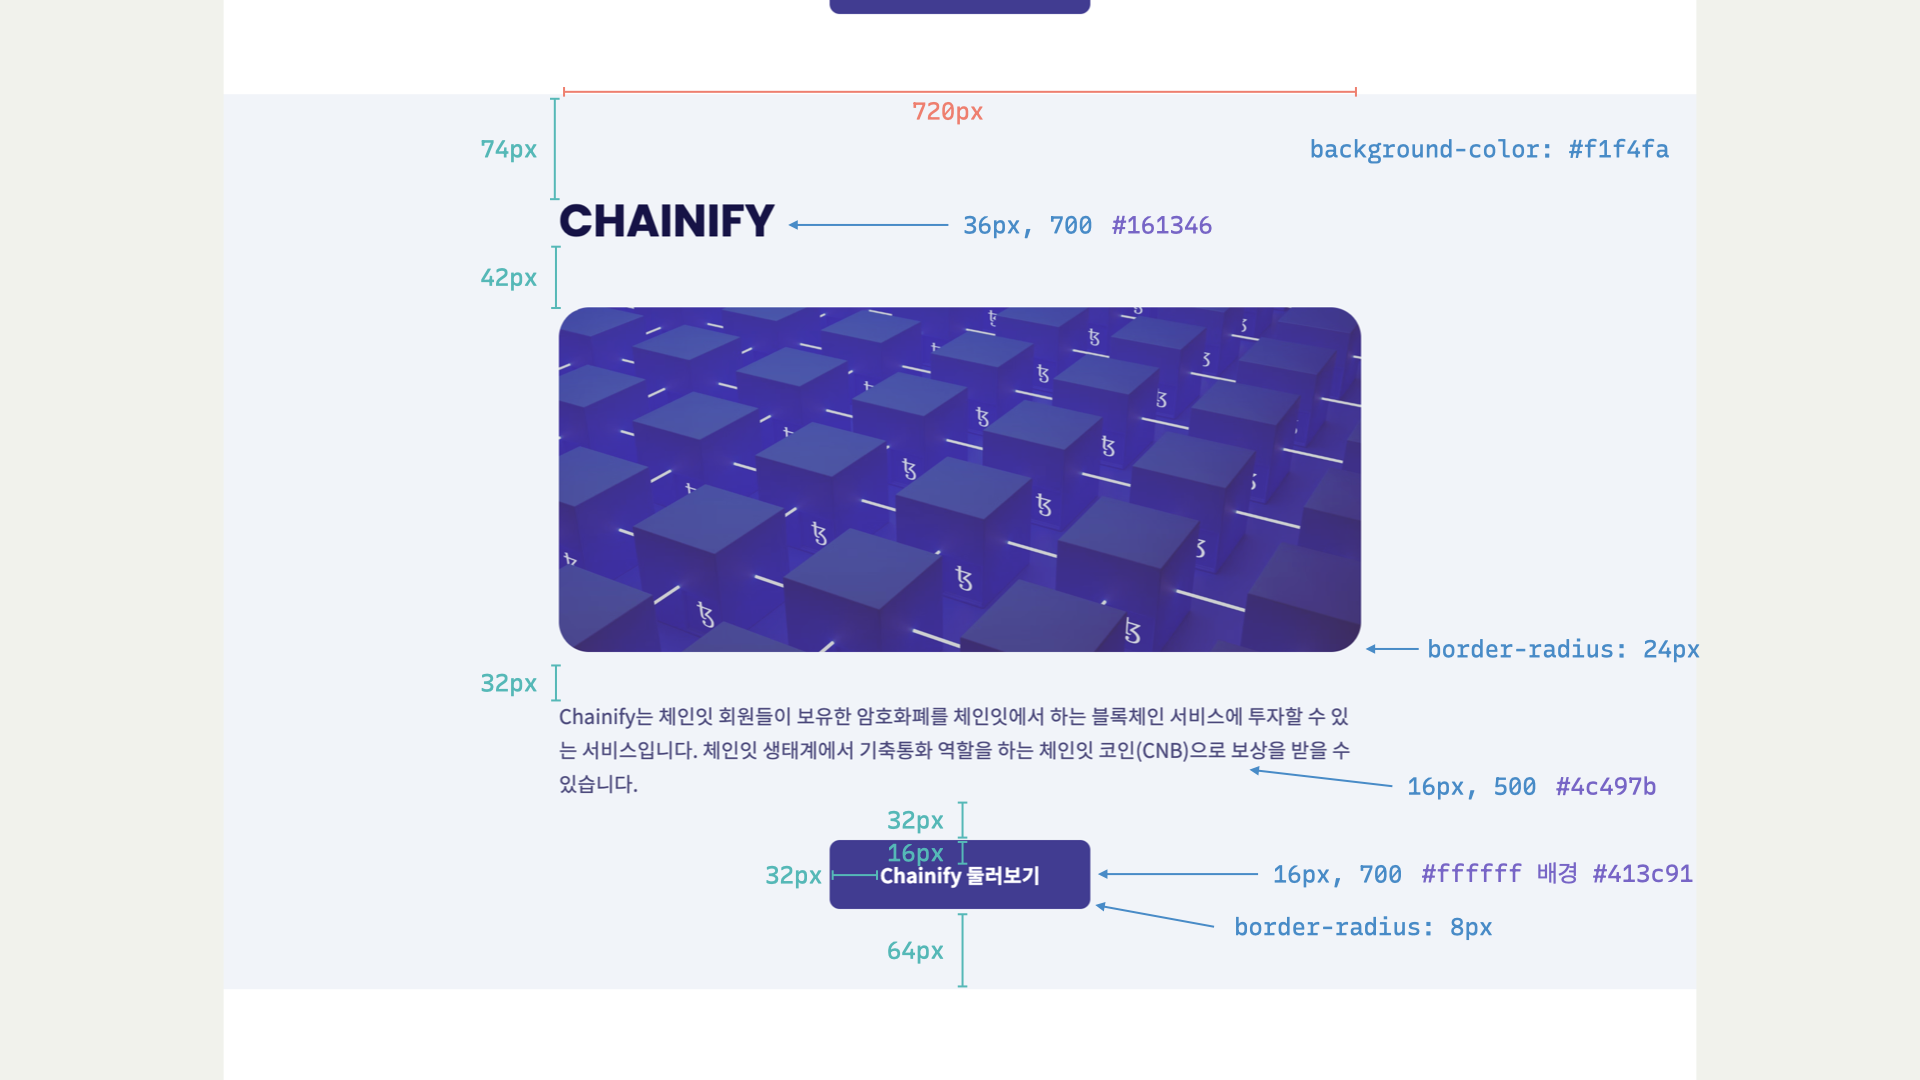 720px
74px
background-color: #f1f4fa
CHAINIFY
36px, 700 #161346
42px
border-radius: 24px
32px
Chainify는 체인잇 회원들이 보유한 암호화폐를 체인잇에서 하는 블록체인 서비스에 투자할 수 있
는 서비스입니다. 체인잇 생태계에서 기축통화 역할을 하는 체인잇 코인(CNB)으로 보상을 받을 수
있습니다.
16px, 500 #4c497b
32px
16px
32px
Chainify 둘러보기
16px, 700 #ffffff 배경 #413c91
border-radius: 8px
64px